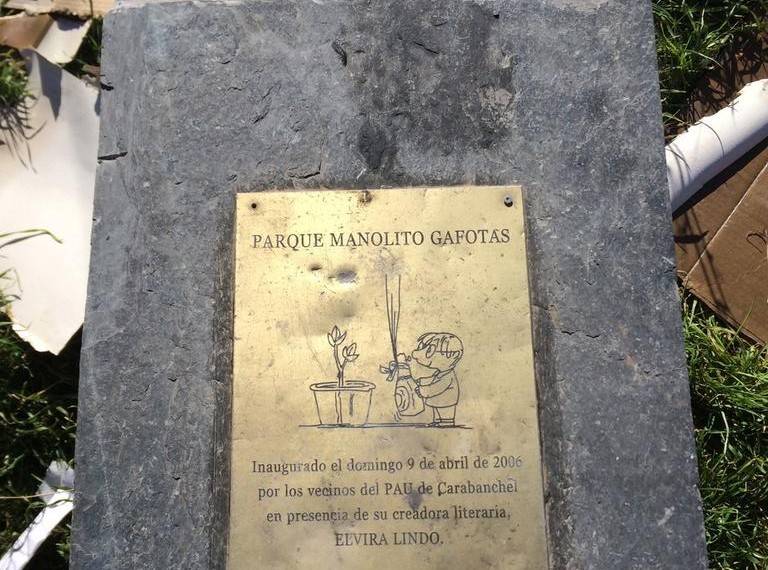 PARQUE MANOLITO GAFOTAS
Inaugurado el domingo 9 de abril de 2006
por los vecinos del PAU de Carabanchel
en presencia de su creadora literaria,
ELVIRA LINDO.